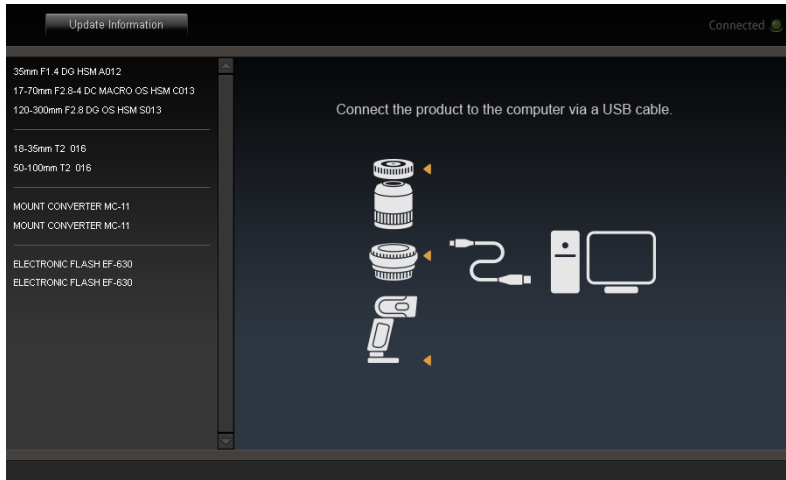 Update Information
Connected
35mm F1.4 DG HSM A012
17-70mm F2.8-4 DC MACRO OS HSM C013
120-300mm F2.8 DG OS HSM S013
18-35mm T2 016
50-100mm T2 016
MOUNT CONVERTER MC-11
MOUNT CONVERTER MC-11
ELECTRONIC FLASH EF-630
ELECTRONIC FLASH EF-630
Connect the product to the computer via a USB cable.